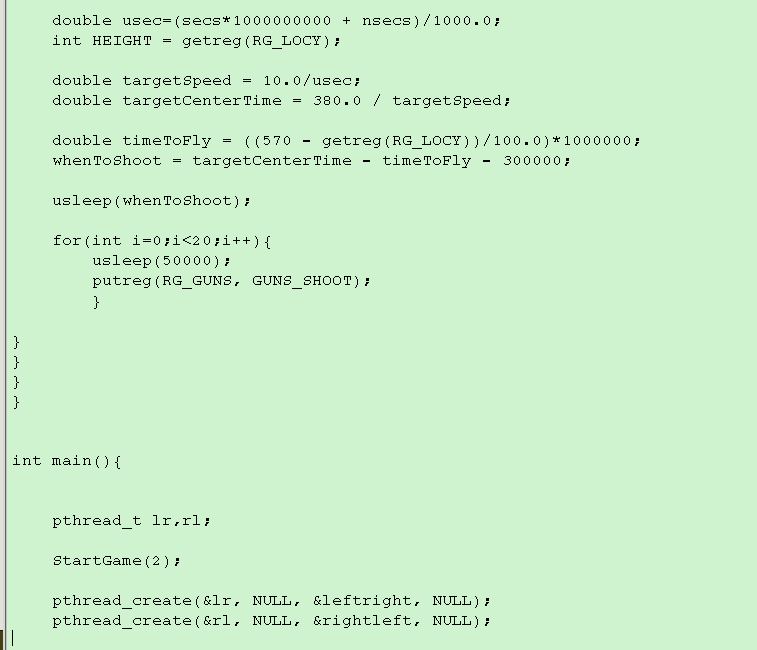 double usec=(secs*1000000000 + nsecs)/1000.0;
int HEIGHT = getreg(RG_LOCY);
double targetSpeed = 10.0/usec;
double targetCenterTime = 380.0 / targetSpeed;
double timeToFly = ((570 - getreg(RG_LOCY))/100.0)*1000000;
whenToShoot = targetCenterTime - timeToFly - 300000;
usleep(whenToShoot);
for(int i=0;i<20;i++){
usleep(50000);
putreg(RG_GUNS, GUNS_SHOOT);
}
}
}
}
}
int main(){
pthread_t lr,rl;
StartGame(2);
pthread_create(&lr, NULL, &leftright, NULL);
pthread_create(&rl, NULL, &rightleft, NULL);